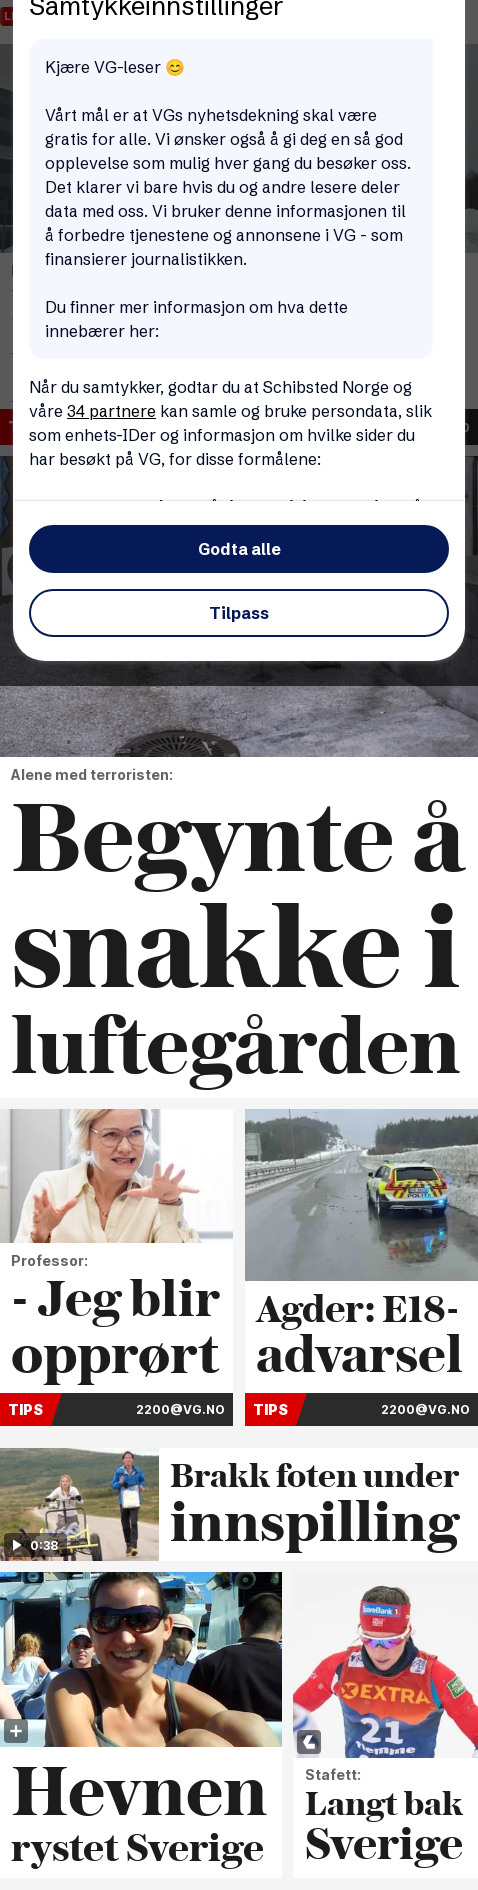 Samtykkeinnstillinger
Kjære VG-leser 😊
Vårt mål er at VGs nyhetsdekning skal være
gratis for alle. Vi ønsker også å gi deg en så god
opplevelse som mulig hver gang du besøker oss.
Det klarer vi bare hvis du og andre lesere deler
data med oss. Vi bruker denne informasjonen til
å forbedre tjenestene og annonsene i VG - som
finansierer journalistikken.
Du finner mer informasjon om hva dette
innebærer her:
Når du samtykker, godtar du at Schibsted Norge og
våre 34 partnere kan samle og bruke persondata, slik
som enhets-IDer og informasjon om hvilke sider du
har besøkt på VG, for disse formålene:
Godta alle
Tilpass
Alene med terroristen:
Begynte å
snakke i
luftegården
Professor:
- Jeg blir
opprørt
TIPS 2200@VG.NO
Agder: E18-
advarsel
TIPS 2200@VG.NO
0:38
Brakk foten under
innspilling
Hevnen
rystet Sverige
SpareBank 1
EXTRA
21
Stafett:
Langt bak
Sverige